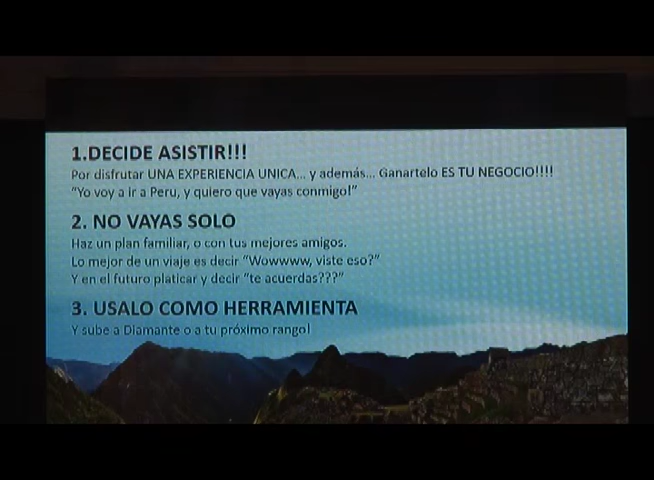 1.DECIDE ASISTIR!!!
Por disfrutar UNA EXPERIENCIA UNICA... y además... Ganartelo ES TU NEGOCIO!!!!
“Yo voy a ir a Peru, y quiero que vayas conmigo!”
2. NO VAYAS SOLO
Haz un plan familiar, o con tus mejores amigos.
Lo mejor de un viaje es decir “Wowwww, viste eso?”
Y en el futuro platicar y decir “te acuerdas???”
3. USALO COMO HERRAMIENTA
Y sube a Diamante o a tu próximo rango!